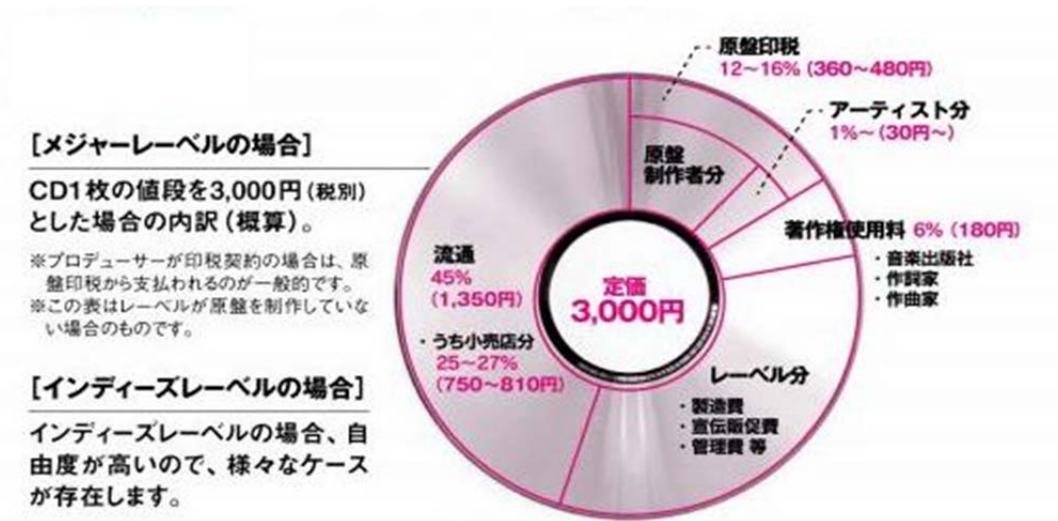 [メジャーレーベルの場合]
CD1枚の値段を3,000円(税別)
とした場合の内訳(概算)。
※プロデューサーが印税契約の場合は、原
盤印税から支払われるのが一般的です。
※この表はレーベルが原盤を制作していな
い場合のものです。
[インディーズレーベルの場合]
インディーズレーベルの場合、自
由度が高いので、様々なケース
が存在します。
原盤印税
12～16%(360～480円)
アーティスト分
1%～(30円～)
原盤
制作者分
著作権使用料 6%(180円)
・音楽出版社
・作詞家
・作曲家
流通
45%
(1,350円)
・うち小売店分
25～27%
(750～810円)
定価
3,000円
レーベル分
・製造費
・宣伝販促費
・管理費 等